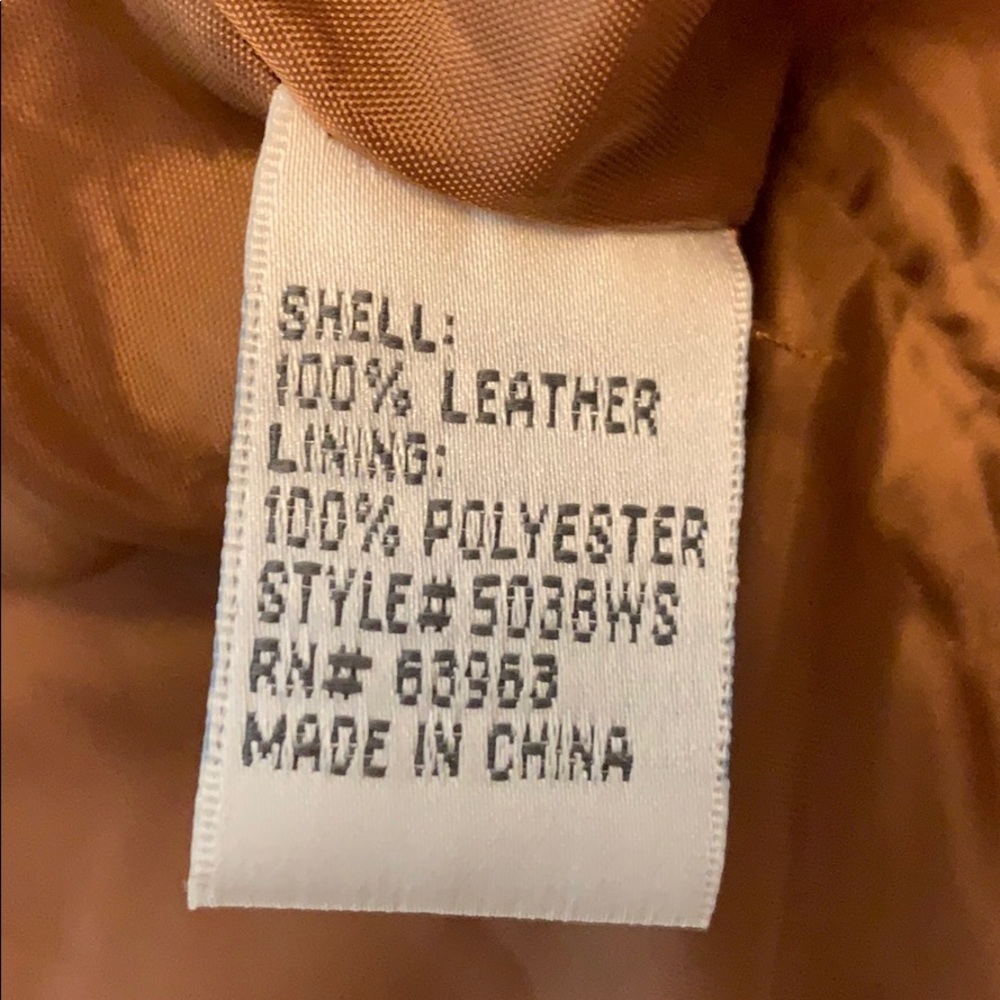 SHELL:
100% LEATHER
LINING:
100% POLYESTER
STYLE# 5038WS
RN# 63963
MADE IN CHINA